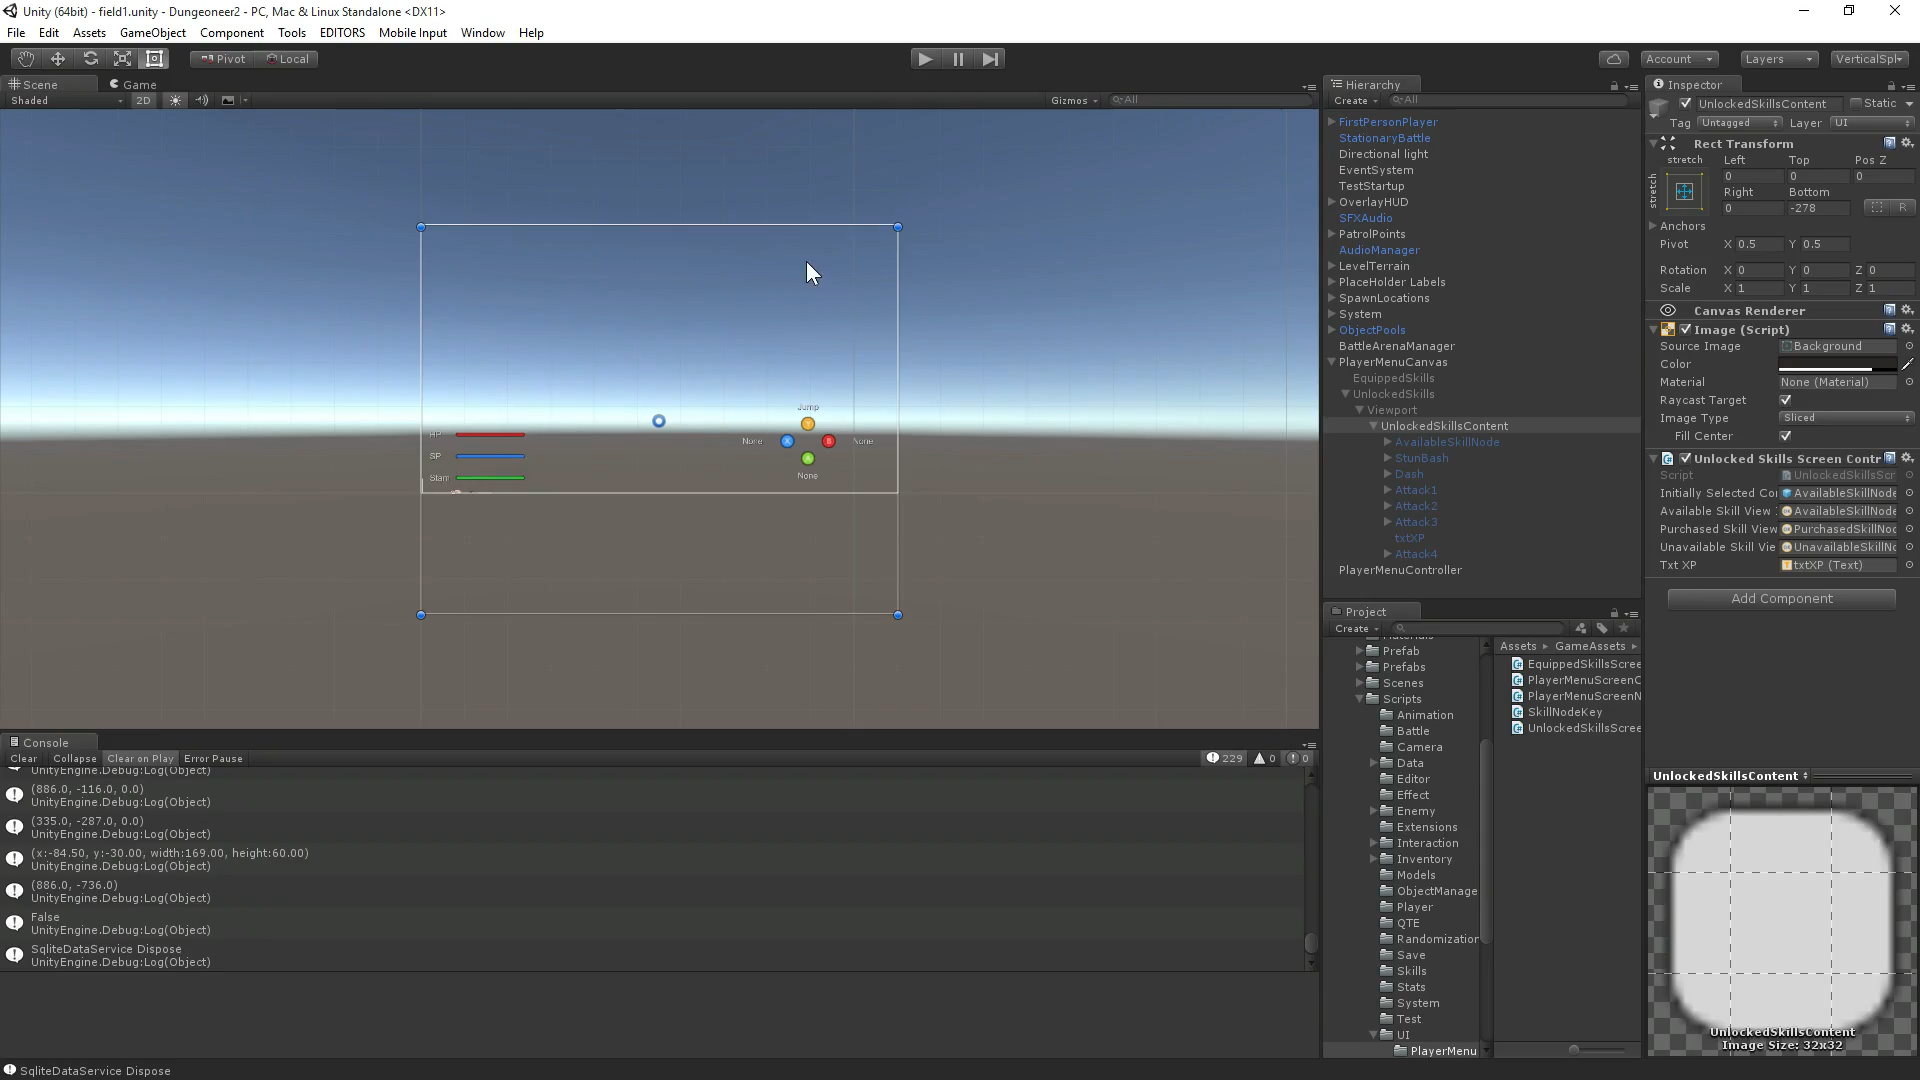 Unity (64bit) - field1.unity - Dungeoneer2 - PC, Mac & Linux Standalone <DX11>
File Edit Assets GameObject Component Tools EDITORS Mobile Input Window Help
Pivot Local
Account Layers VerticalSpl
Scene Game
Shaded 2D Gizmos All
Jump
Y
None X B None
A
None
HP
SP
Stam
Console
Clear Collapse Clear on Play Error Pause 229 0 0
UnityEngine.Debug:Log(Object)
(886.0, -116.0, 0.0)
UnityEngine.Debug:Log(Object)
(335.0, -287.0, 0.0)
UnityEngine.Debug:Log(Object)
(x:-84.50, y:-30.00, width:169.00, height:60.00)
UnityEngine.Debug:Log(Object)
(886.0, -736.0)
UnityEngine.Debug:Log(Object)
False
UnityEngine.Debug:Log(Object)
SqliteDataService Dispose
UnityEngine.Debug:Log(Object)
SqliteDataService Dispose
Hierarchy
Create All
FirstPersonPlayer
StationaryBattle
Directional light
EventSystem
TestStartup
OverlayHUD
SFXAudio
PatrolPoints
AudioManager
LevelTerrain
PlaceHolder Labels
SpawnLocations
System
ObjectPools
BattleArenaManager
PlayerMenuCanvas
EquippedSkills
UnlockedSkills
Viewport
UnlockedSkillsContent
AvailableSkillNode
StunBash
Dash
Attack1
Attack2
Attack3
txtXP
Attack4
PlayerMenuController
Project
Create
Materials
Prefab
Prefabs
Scenes
Scripts
Animation
Battle
Camera
Data
Editor
Effect
Enemy
Extensions
Interaction
Inventory
Models
ObjectManage
Player
QTE
Randomization
Save
Skills
Stats
System
Test
UI
PlayerMenu
Assets GameAssets
EquippedSkillsScree
PlayerMenuScreenC
PlayerMenuScreenN
SkillNodeKey
UnlockedSkillsScree
Inspector
UnlockedSkillsContent Static
Tag Untagged Layer UI
Rect Transform
stretch Left Top Pos Z
stretch 0 0 0
Right Bottom
0 -278 R
Anchors
Pivot X 0.5 Y 0.5
Rotation X 0 Y 0 Z 0
Scale X 1 Y 1 Z 1
Canvas Renderer
Image (Script)
Source Image Background
Color
Material None (Material)
Raycast Target
Image Type Sliced
Fill Center
Unlocked Skills Screen Contr
Script UnlockedSkillsScr
Initially Selected Co AvailableSkillNode
Available Skill View AvailableSkillNode
Purchased Skill View PurchasedSkillNod
Unavailable Skill Vie UnavailableSkillNo
Txt XP txtXP (Text)
Add Component
UnlockedSkillsContent
UnlockedSkillsContent
Image Size: 32x32